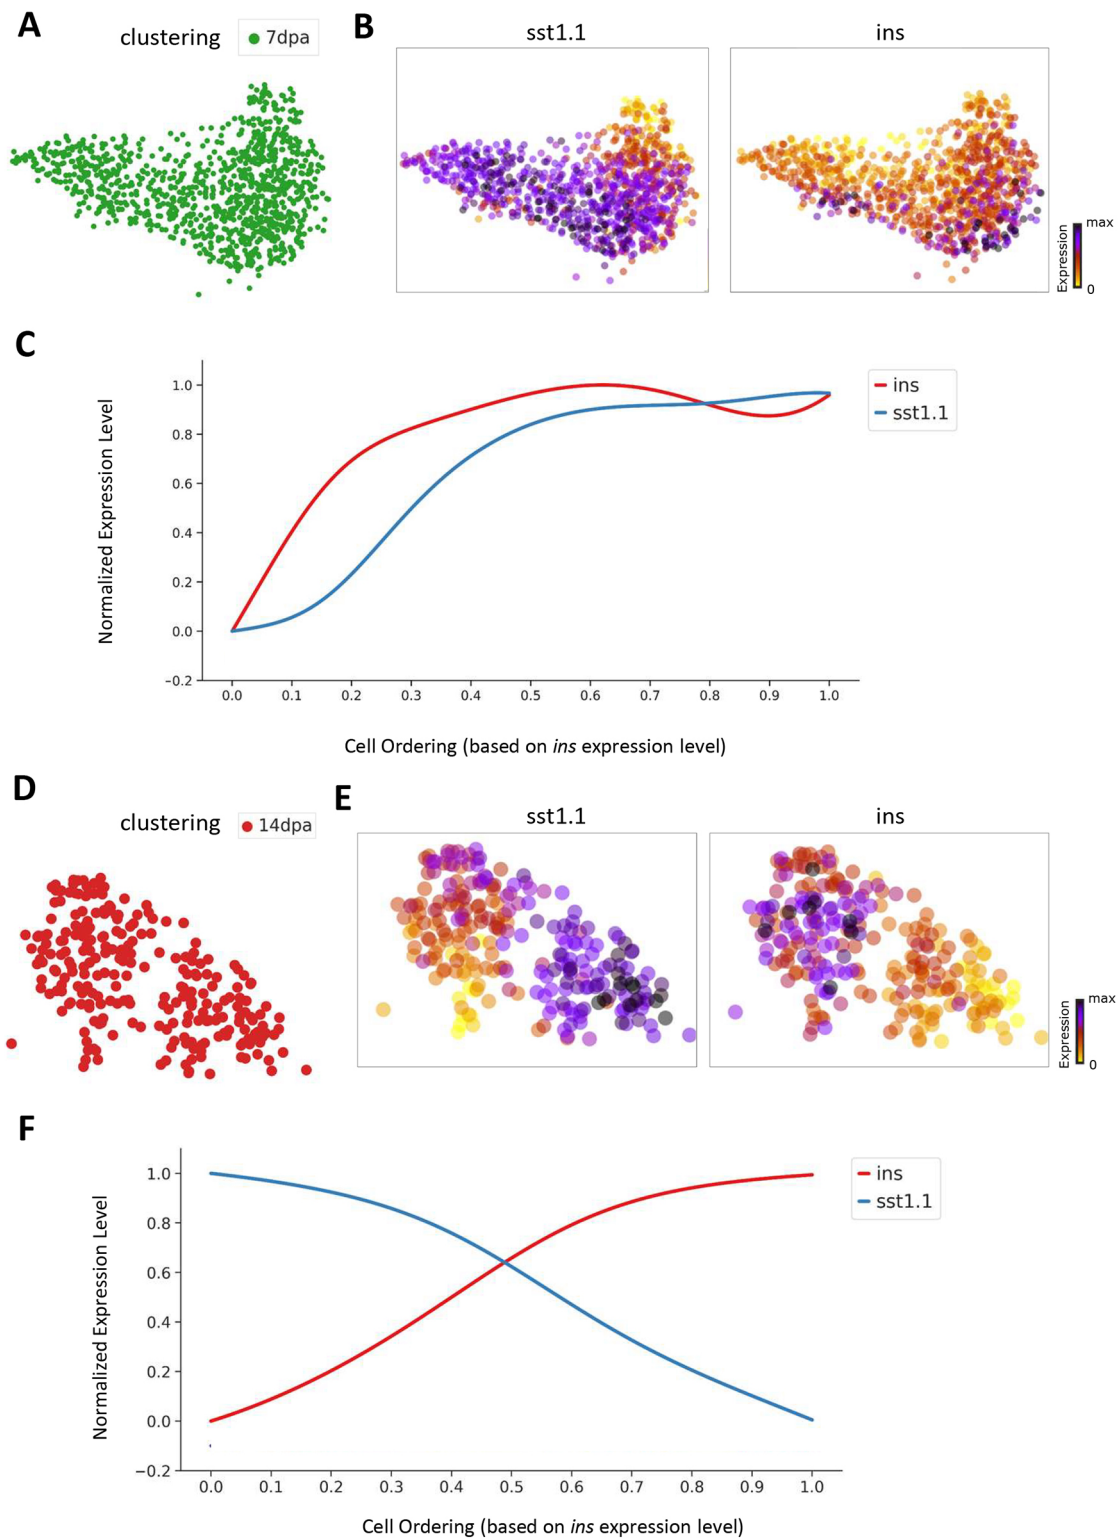 A
clustering
7dpa
B
sst1.1
ins
Expression
max
0
C
Normalized Expression Level
1.0
0.8
0.6
0.4
0.2
0.0
−0.2
0.0 0.1 0.2 0.3 0.4 0.5 0.6 0.7 0.8 0.9 1.0
ins
sst1.1
Cell Ordering (based on ins expression level)
D
clustering
14dpa
E
sst1.1
ins
Expression
max
0
F
Normalized Expression Level
1.0
0.8
0.6
0.4
0.2
0.0
−0.2
0.0 0.1 0.2 0.3 0.4 0.5 0.6 0.7 0.8 0.9 1.0
ins
sst1.1
Cell Ordering (based on ins expression level)